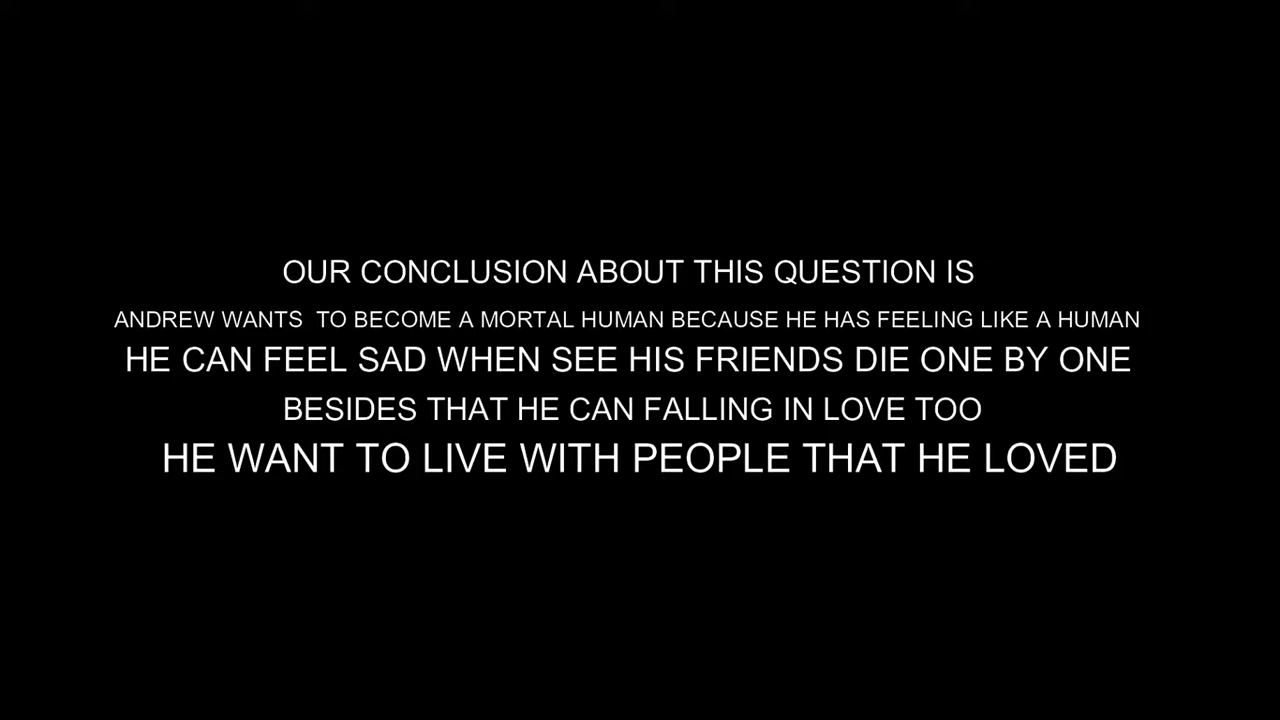 OUR CONCLUSION ABOUT THIS QUESTION IS
ANDREW WANTS  TO BECOME A MORTAL HUMAN BECAUSE HE HAS FEELING LIKE A HUMAN
HE CAN FEEL SAD WHEN SEE HIS FRIENDS DIE ONE BY ONE
BESIDES THAT HE CAN FALLING IN LOVE TOO
HE WANT TO LIVE WITH PEOPLE THAT HE LOVED